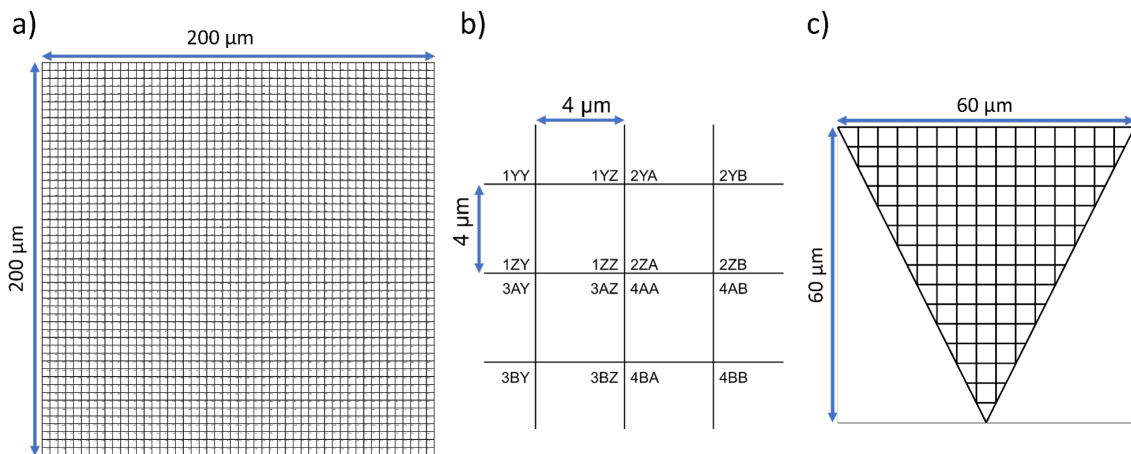 a)
200 µm
200 µm
b)
4 µm
4 µm
1YY 1YZ 2YA 2YB
1ZY 1ZZ 2ZA 2ZB
3AY 3AZ 4AA 4AB
3BY 3BZ 4BA 4BB
c)
60 µm
60 µm